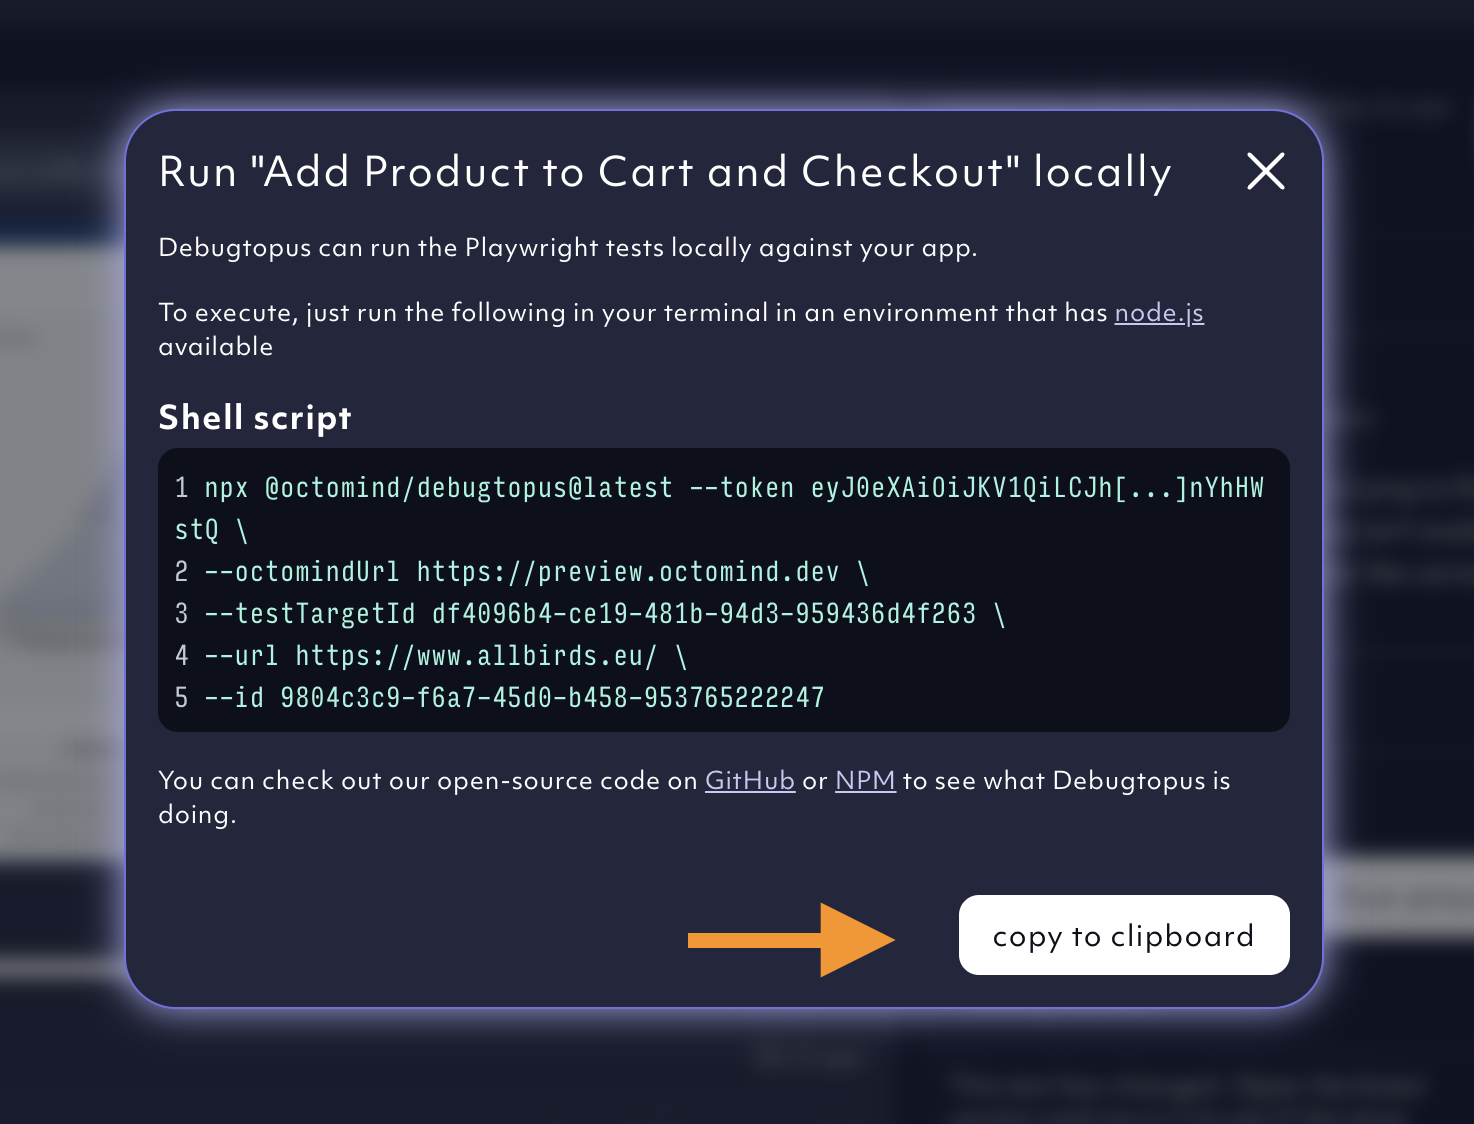 Run "Add Product to Cart and Checkout" locally
Debugtopus can run the Playwright tests locally against your app.
To execute, just run the following in your terminal in an environment that has node.js
available
Shell script
1 npx @octomind/debugtopus@latest --token eyJ0eXAiOiJKV1QiLCJh[...]nYhHW
stQ \
2 --octomindUrl https://preview.octomind.dev \
3 --testTargetId df4096b4-ce19-481b-94d3-959436d4f263 \
4 --url https://www.allbirds.eu/ \
5 --id 9804c3c9-f6a7-45d0-b458-953765222247
You can check out our open-source code on GitHub or NPM to see what Debugtopus is
doing.
copy to clipboard